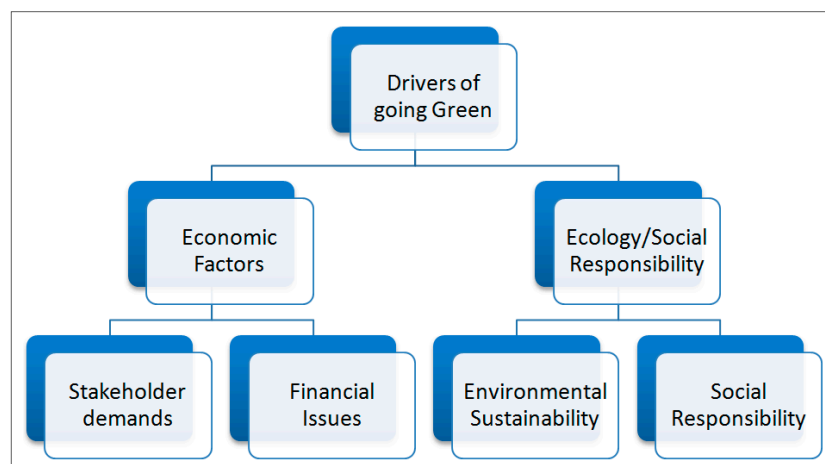 Drivers of
going Green
Economic
Factors
Ecology/Social
Responsibility
Stakeholder
demands
Financial
Issues
Environmental
Sustainability
Social
Responsibility